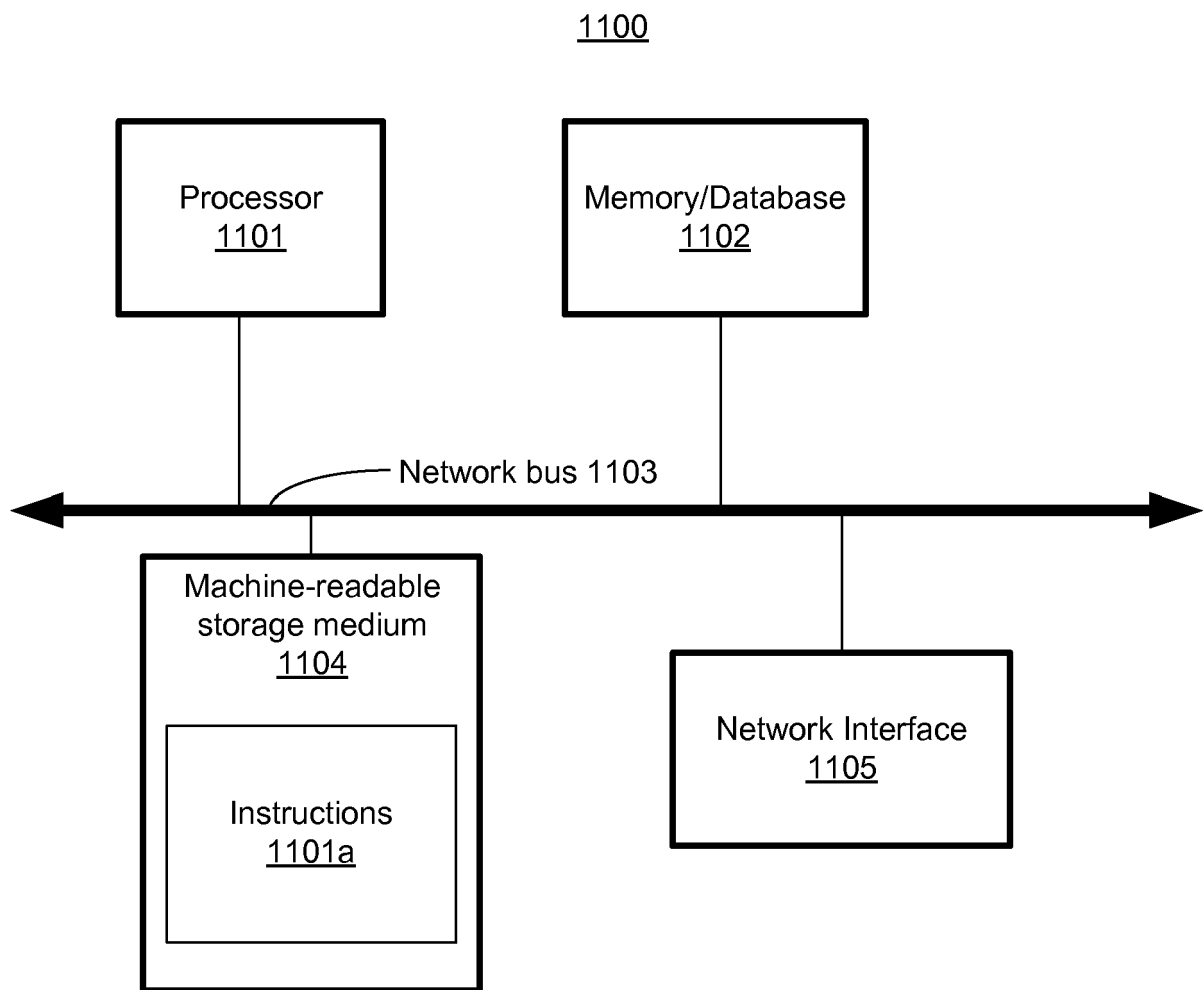 1100
Processor
1101
Memory/Database
1102
Network bus 1103
Machine-readable
storage medium
1104
Instructions
1101a
Network Interface
1105